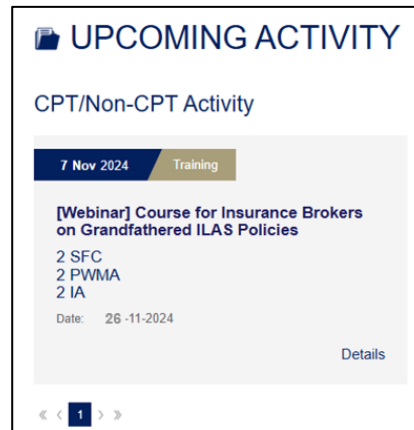 UPCOMING ACTIVITY
CPT/Non-CPT Activity
7 Nov 2024 Training
[Webinar] Course for Insurance Brokers
on Grandfathered ILAS Policies
2 SFC
2 PWMA
2 IA
Date: 26 -11-2024
Details
« ‹ 1 › »